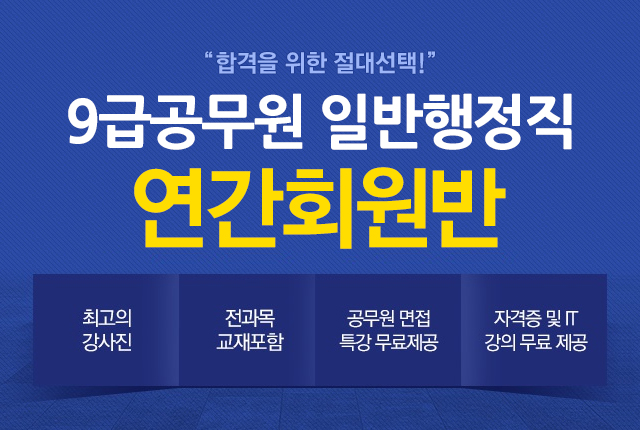 “합격을 위한 절대선택!”
9급공무원 일반행정직
연간회원반
최고의
강사진
전과목
교재포함
공무원 면접
특강 무료제공
자격증 및 IT
강의 무료 제공